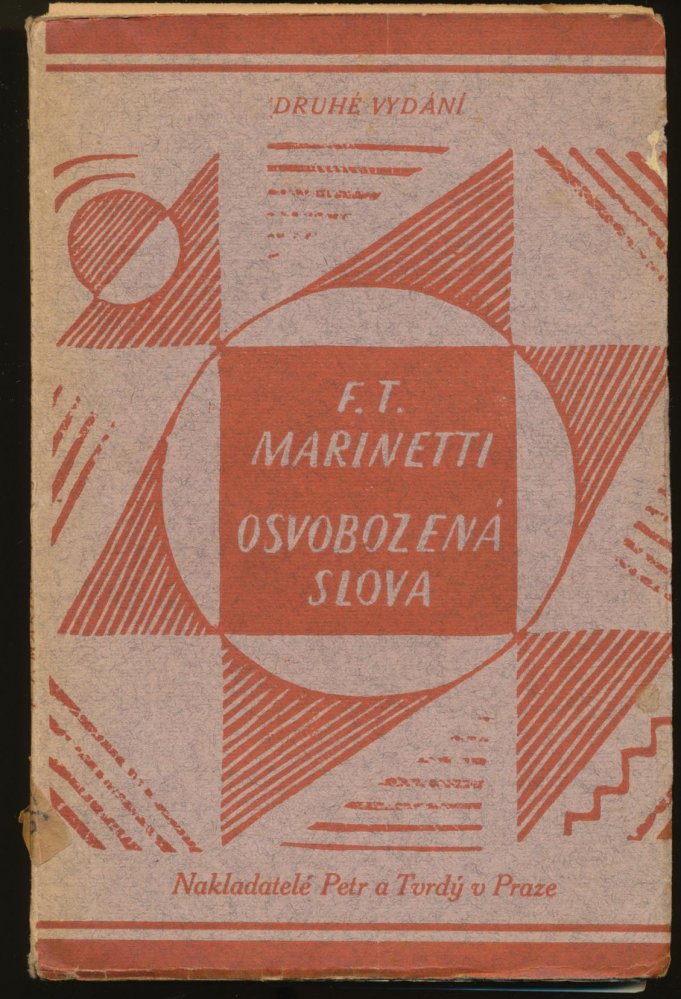 DRUHÉ VYDÁNÍ
F. T.
MARINETTI
OSVOBOZENÁ
SLOVA
Nakladatelé Petr a Tvrdý v Praze